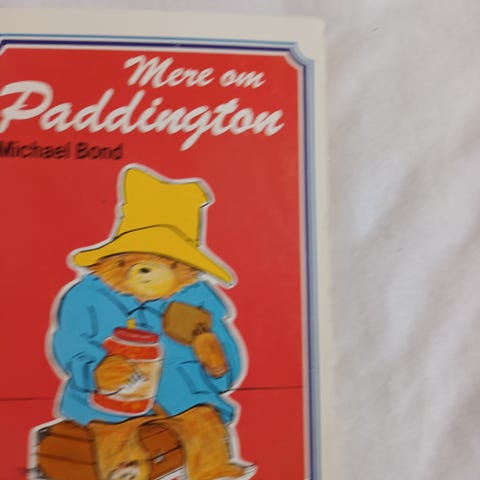 Mere om
Paddington
Michael Bond